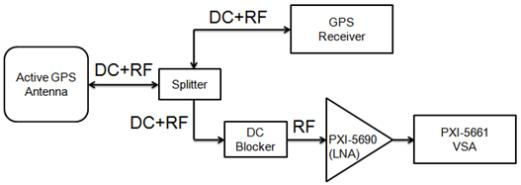 DC+RF
GPS
Receiver
Active GPS
Antenna
DC+RF
Splitter
DC+RF
DC
Blocker
RF
PXI-5690
(LNA)
PXI-5661
VSA